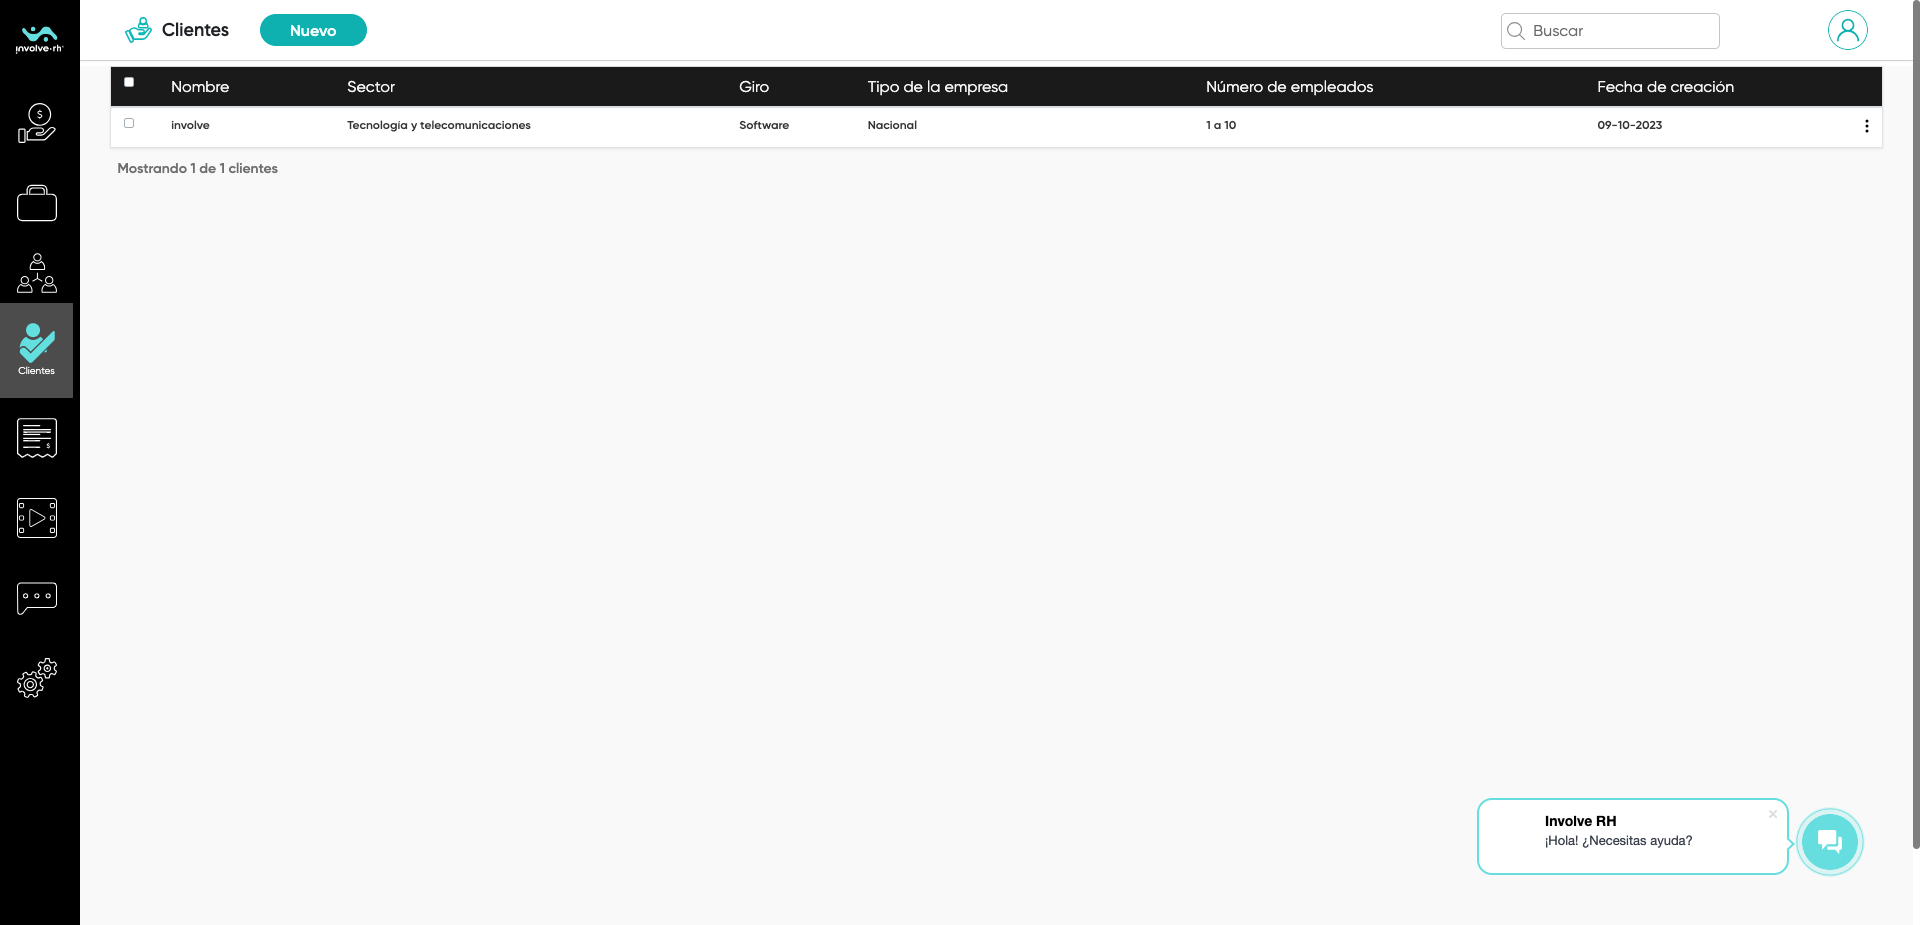 involve·rh
Clientes
Nuevo
Buscar
Nombre Sector Giro Tipo de la empresa Número de empleados Fecha de creación
involve Tecnología y telecomunicaciones Software Nacional 1 a 10 09-10-2023
Mostrando 1 de 1 clientes
$
Clientes
$
Involve RH
¡Hola! ¿Necesitas ayuda?